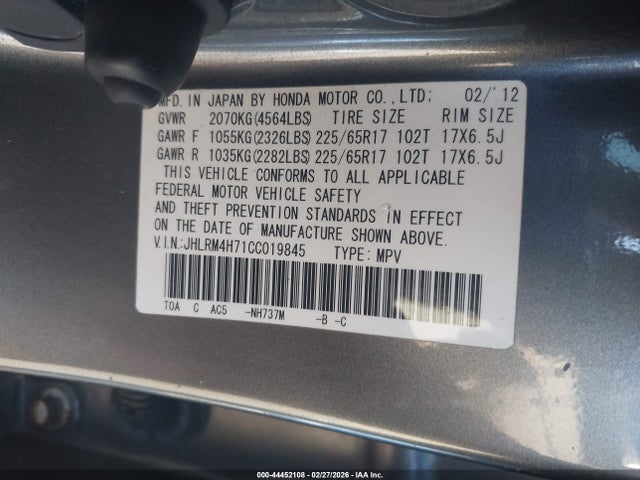 MFD. IN JAPAN BY HONDA MOTOR CO., LTD; 02/'12
GVWR 2070KG(4564LBS) TIRE SIZE RIM SIZE
GAWR F 1055KG(2326LBS) 225/65R17 102T 17X6.5J
GAWR R 1035KG(2282LBS) 225/65R17 102T 17X6.5J
THIS VEHICLE CONFORMS TO ALL APPLICABLE
FEDERAL MOTOR VEHICLE SAFETY
AND THEFT PREVENTION STANDARDS IN EFFECT
ON THE DATE OF MANUFACTURE SHOWN ABOVE.
V.I.N.:JHLRM4H71CC019845 TYPE: MPV
TOA C AC5 -NH737M -B -C
000-44452108 - 02/27/2026 - IAA Inc.